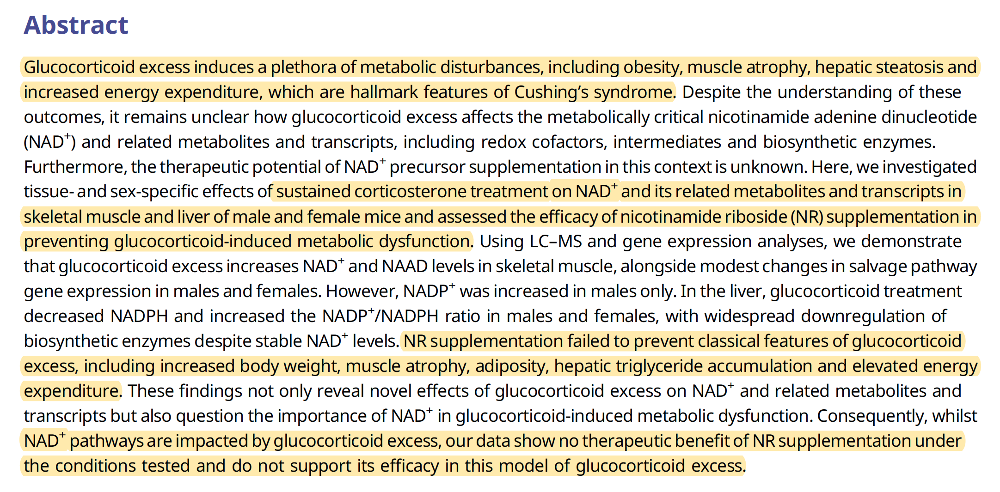 Abstract
Glucocorticoid excess induces a plethora of metabolic disturbances, including obesity, muscle atrophy, hepatic steatosis and
increased energy expenditure, which are hallmark features of Cushing’s syndrome. Despite the understanding of these
outcomes, it remains unclear how glucocorticoid excess affects the metabolically critical nicotinamide adenine dinucleotide
(NAD⁺) and related metabolites and transcripts, including redox cofactors, intermediates and biosynthetic enzymes.
Furthermore, the therapeutic potential of NAD⁺ precursor supplementation in this context is unknown. Here, we investigated
tissue- and sex-specific effects of sustained corticosterone treatment on NAD⁺ and its related metabolites and transcripts in
skeletal muscle and liver of male and female mice and assessed the efficacy of nicotinamide riboside (NR) supplementation in
preventing glucocorticoid-induced metabolic dysfunction. Using LC–MS and gene expression analyses, we demonstrate
that glucocorticoid excess increases NAD⁺ and NAAD levels in skeletal muscle, alongside modest changes in salvage pathway
gene expression in males and females. However, NADP⁺ was increased in males only. In the liver, glucocorticoid treatment
decreased NADPH and increased the NADP⁺/NADPH ratio in males and females, with widespread downregulation of
biosynthetic enzymes despite stable NAD⁺ levels. NR supplementation failed to prevent classical features of glucocorticoid
excess, including increased body weight, muscle atrophy, adiposity, hepatic triglyceride accumulation and elevated energy
expenditure. These findings not only reveal novel effects of glucocorticoid excess on NAD⁺ and related metabolites and
transcripts but also question the importance of NAD⁺ in glucocorticoid-induced metabolic dysfunction. Consequently, whilst
NAD⁺ pathways are impacted by glucocorticoid excess, our data show no therapeutic benefit of NR supplementation under
the conditions tested and do not support its efficacy in this model of glucocorticoid excess.